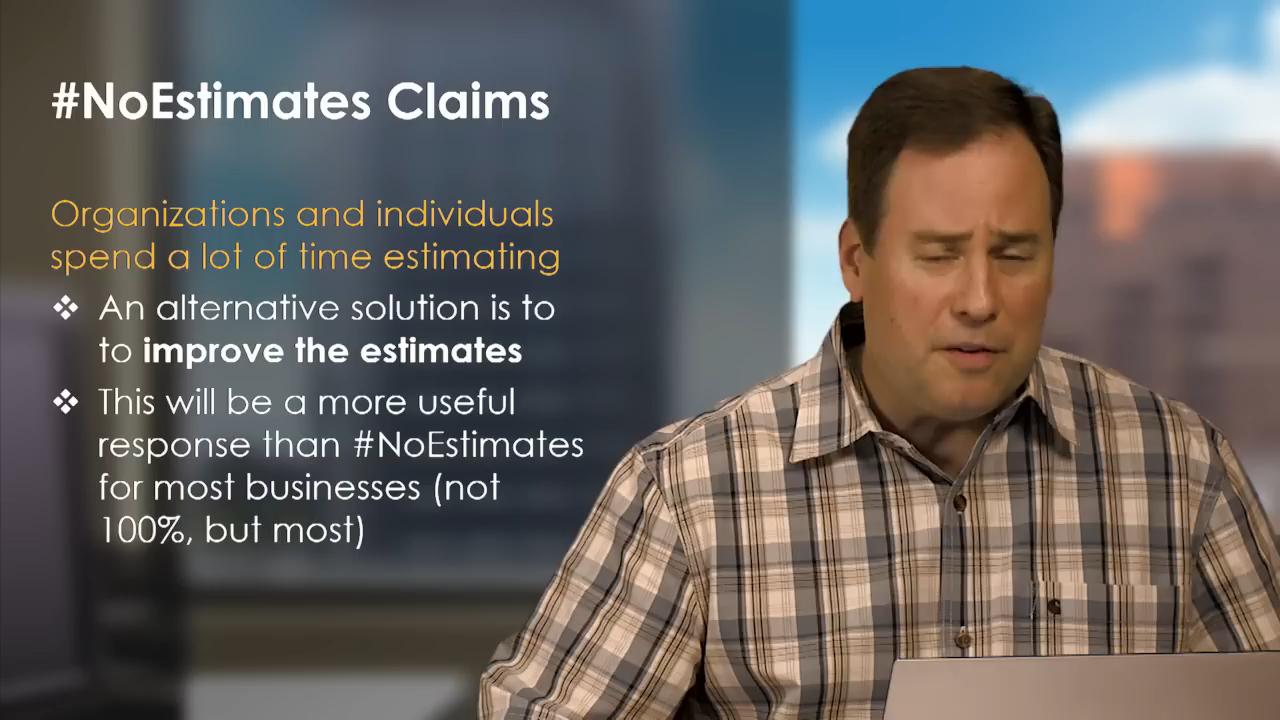 #NoEstimates Claims
Organizations and individuals
spend a lot of time estimating
❖ An alternative solution is to
to improve the estimates
❖ This will be a more useful
response than #NoEstimates
for most businesses (not
100%, but most)